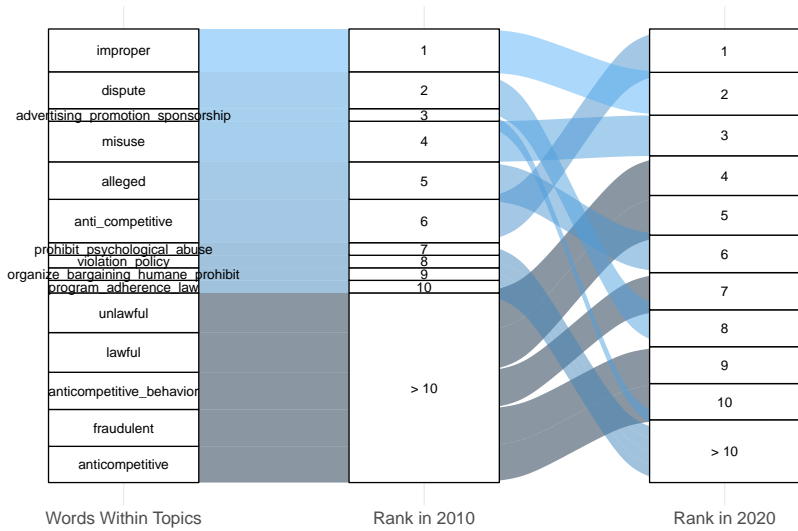 improper
dispute
advertising_promotion_sponsorship
misuse
alleged
anti_competitive
prohibit_psychological_abuse
violation_policy
organize_bargaining_humane_prohibit
program_adherence_law
unlawful
lawful
anticompetitive_behavior
fraudulent
anticompetitive
1
2
3
4
5
6
7
8
9
10
> 10
1
2
3
4
5
6
7
8
9
10
> 10
Words Within Topics
Rank in 2010
Rank in 2020